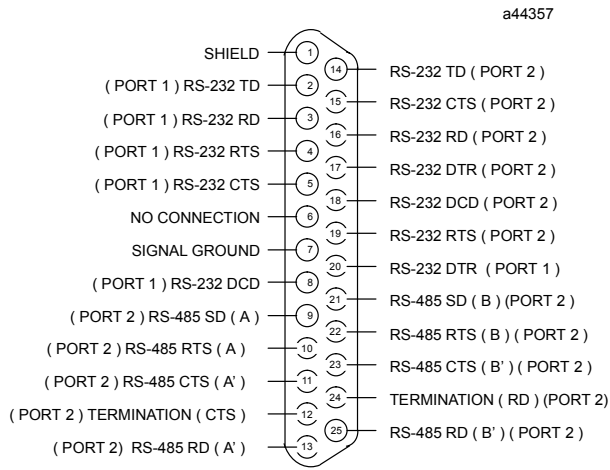 a44357
SHIELD 1
( PORT 1 ) RS-232 TD 2
( PORT 1 ) RS-232 RD 3
( PORT 1 ) RS-232 RTS 4
( PORT 1 ) RS-232 CTS 5
NO CONNECTION 6
SIGNAL GROUND 7
( PORT 1 ) RS-232 DCD 8
( PORT 2 ) RS-485 SD ( A ) 9
( PORT 2 ) RS-485 RTS ( A ) 10
( PORT 2 ) RS-485 CTS ( A' ) 11
( PORT 2 ) TERMINATION ( CTS ) 12
( PORT 2) RS-485 RD ( A' ) 13
14 RS-232 TD ( PORT 2 )
15 RS-232 CTS ( PORT 2 )
16 RS-232 RD ( PORT 2 )
17 RS-232 DTR ( PORT 2 )
18 RS-232 DCD ( PORT 2 )
19 RS-232 RTS ( PORT 2 )
20 RS-232 DTR ( PORT 1 )
21 RS-485 SD ( B ) (PORT 2 )
22 RS-485 RTS ( B ) ( PORT 2 )
23 RS-485 CTS ( B' ) ( PORT 2 )
24 TERMINATION ( RD ) (PORT 2)
25 RS-485 RD ( B' ) ( PORT 2 )